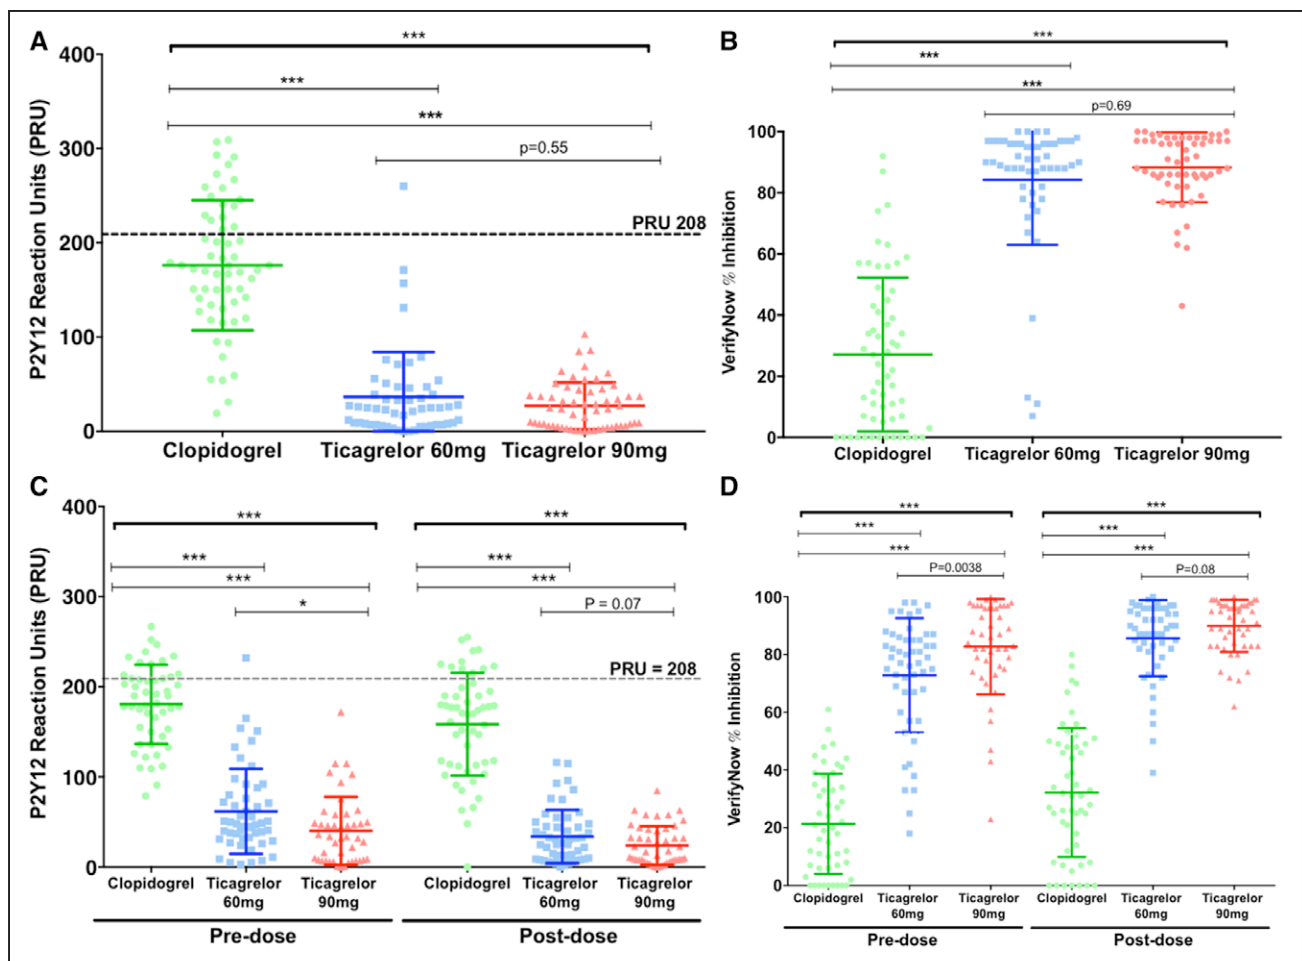 A
***
***
***
p=0.55
PRU 208
P2Y12 Reaction Units (PRU)
400
300
200
100
0
Clopidogrel Ticagrelor 60mg Ticagrelor 90mg
B
***
***
***
p=0.69
VerifyNow % Inhibition
100
80
60
40
20
0
Clopidogrel Ticagrelor 60mg Ticagrelor 90mg
C
***
***
***
*
***
***
***
P = 0.07
PRU = 208
P2Y12 Reaction Units (PRU)
400
300
200
100
0
Clopidogrel Ticagrelor Ticagrelor Clopidogrel Ticagrelor Ticagrelor
60mg 90mg 60mg 90mg
Pre-dose Post-dose
D
***
***
***
P=0.0038
***
***
***
P=0.08
VerifyNow % Inhibition
100
80
60
40
20
0
Clopidogrel Ticagrelor Ticagrelor Clopidogrel Ticagrelor Ticagrelor
60mg 90mg 60mg 90mg
Pre-dose Post-dose